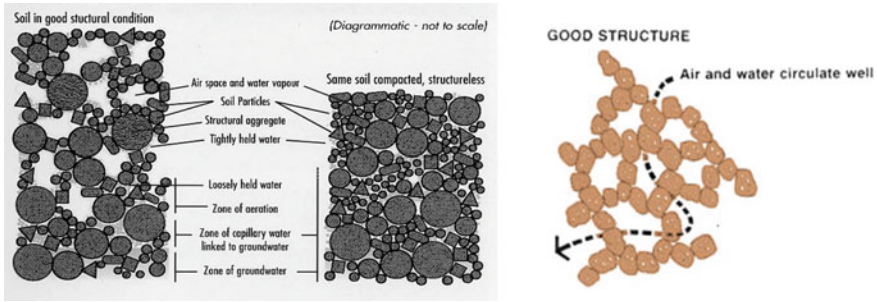 Soil in good stuctural condition
(Diagrammatic - not to scale)
Air space and water vapour
Same soil compacted, structureless
Soil Particles
Structural aggregate
Tightly held water
Loosely held water
Zone of aeration
Zone of capillary water
linked to groundwater
Zone of groundwater
GOOD STRUCTURE
Air and water circulate well